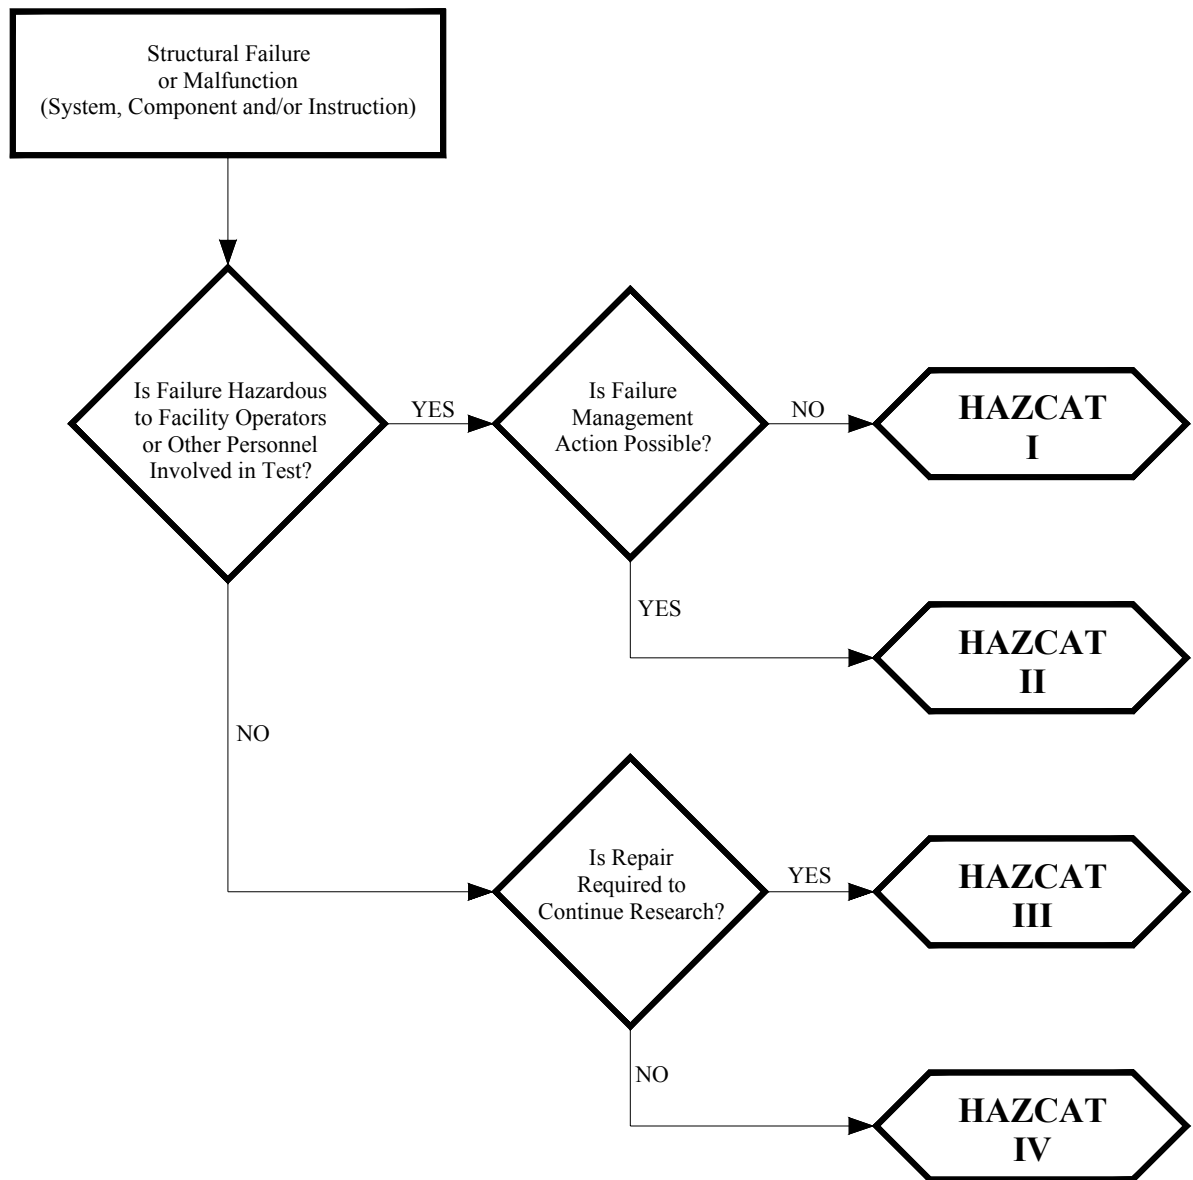 Structural Failure
or Malfunction
(System, Component and/or Instruction)
Is Failure Hazardous
to Facility Operators
or Other Personnel
Involved in Test?
YES
Is Failure
Management
Action Possible?
NO
HAZCAT
I
YES
HAZCAT
II
NO
Is Repair
Required to
Continue Research?
YES
HAZCAT
III
NO
HAZCAT
IV